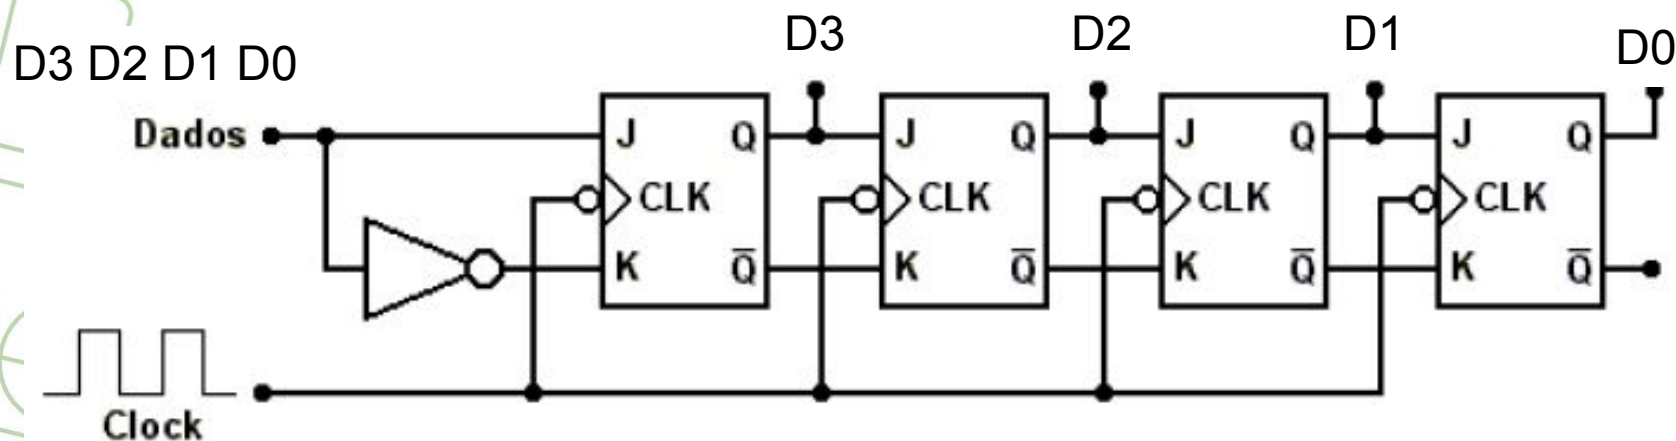 D3 D2 D1 D0
D3 D2 D1 D0
Dados
J Q J Q J Q J Q
CLK CLK CLK CLK
K Q̅ K Q̅ K Q̅ K Q̅
Clock